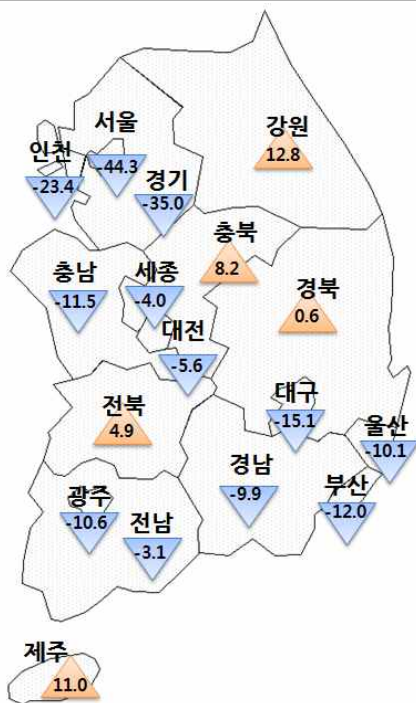 서울
강원
12.8
인천
-44.3
경기
-23.4
-35.0
충북
8.2
충남
세종
경북
-11.5
-4.0
0.6
대전
-5.6
대구
전북
-15.1
울산
4.9
경남
-10.1
광주
-9.9
부산
-10.6
전남
-12.0
-3.1
제주
11.0